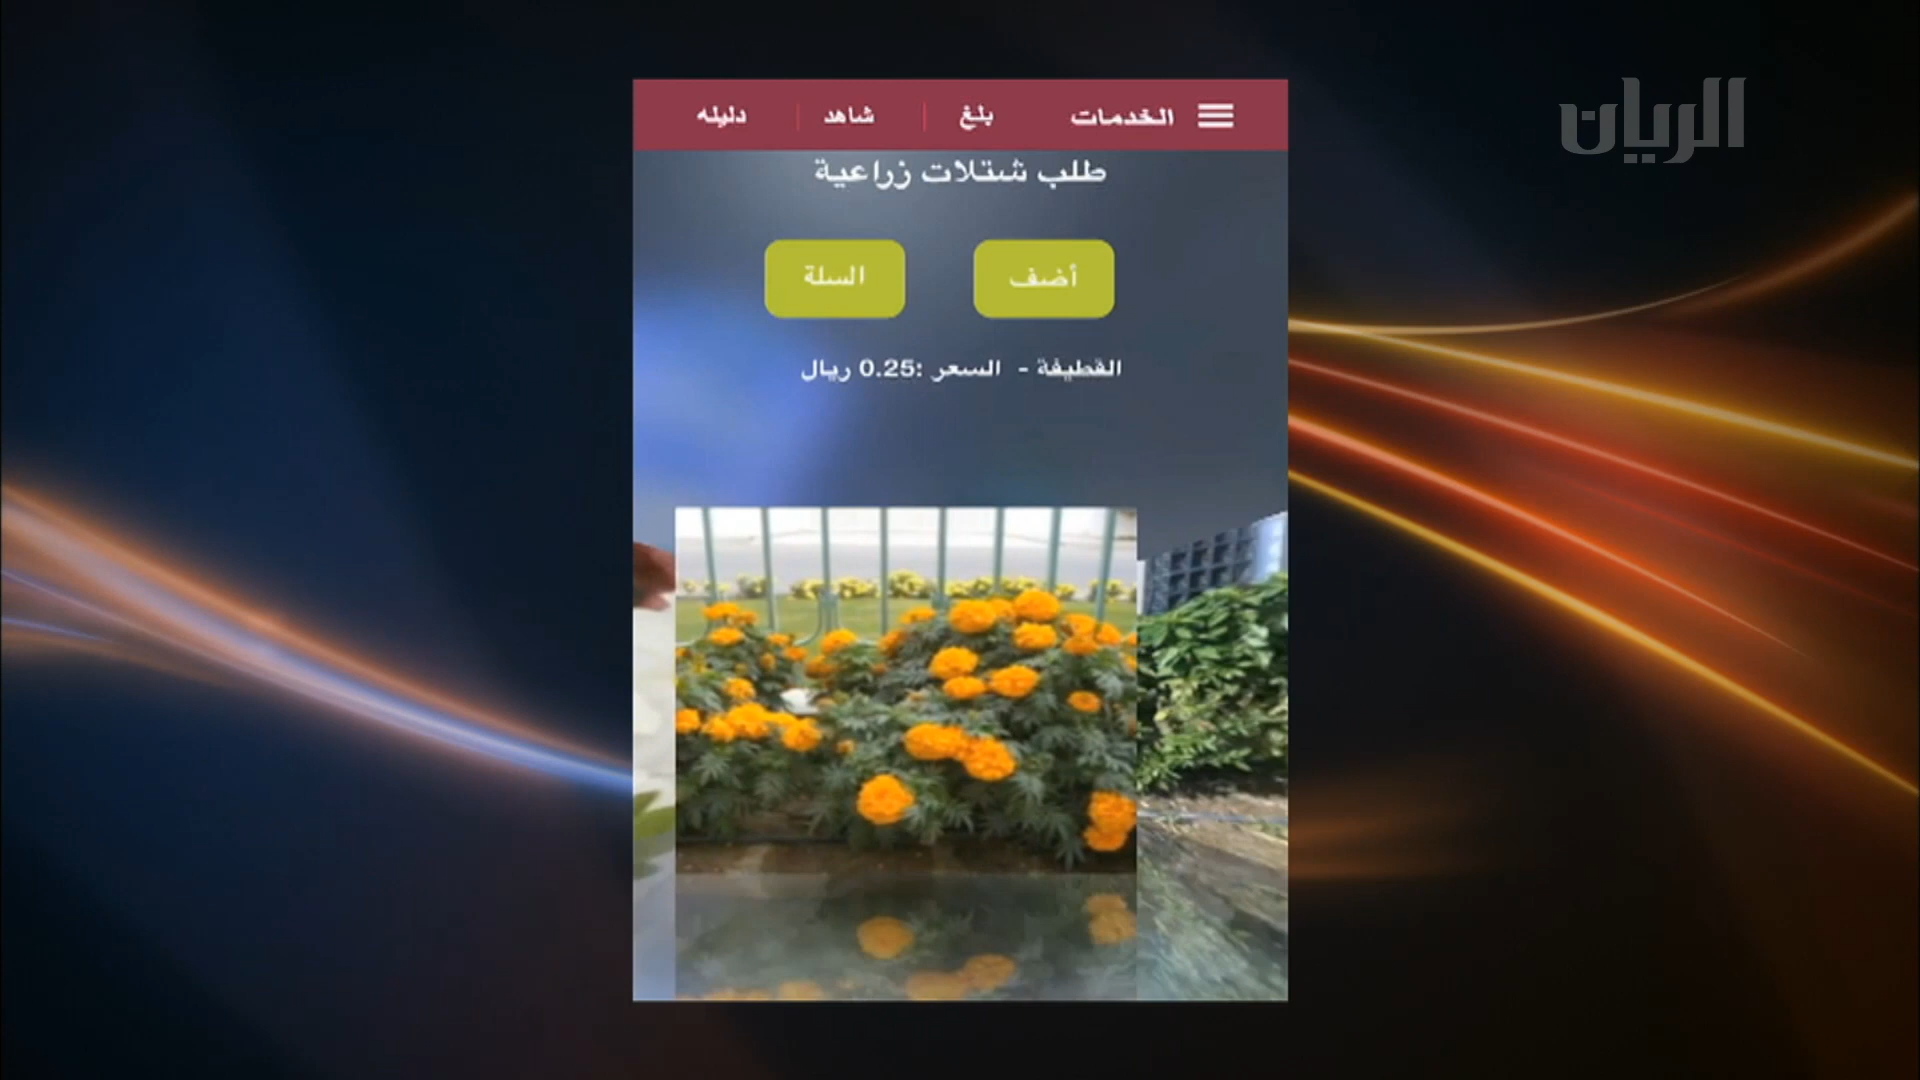 الريان
الخدمات
بلغ
شاهد
دليله
طلب شتلات زراعية
أضف
السلة
القطيفة - السعر :0.25 ريال